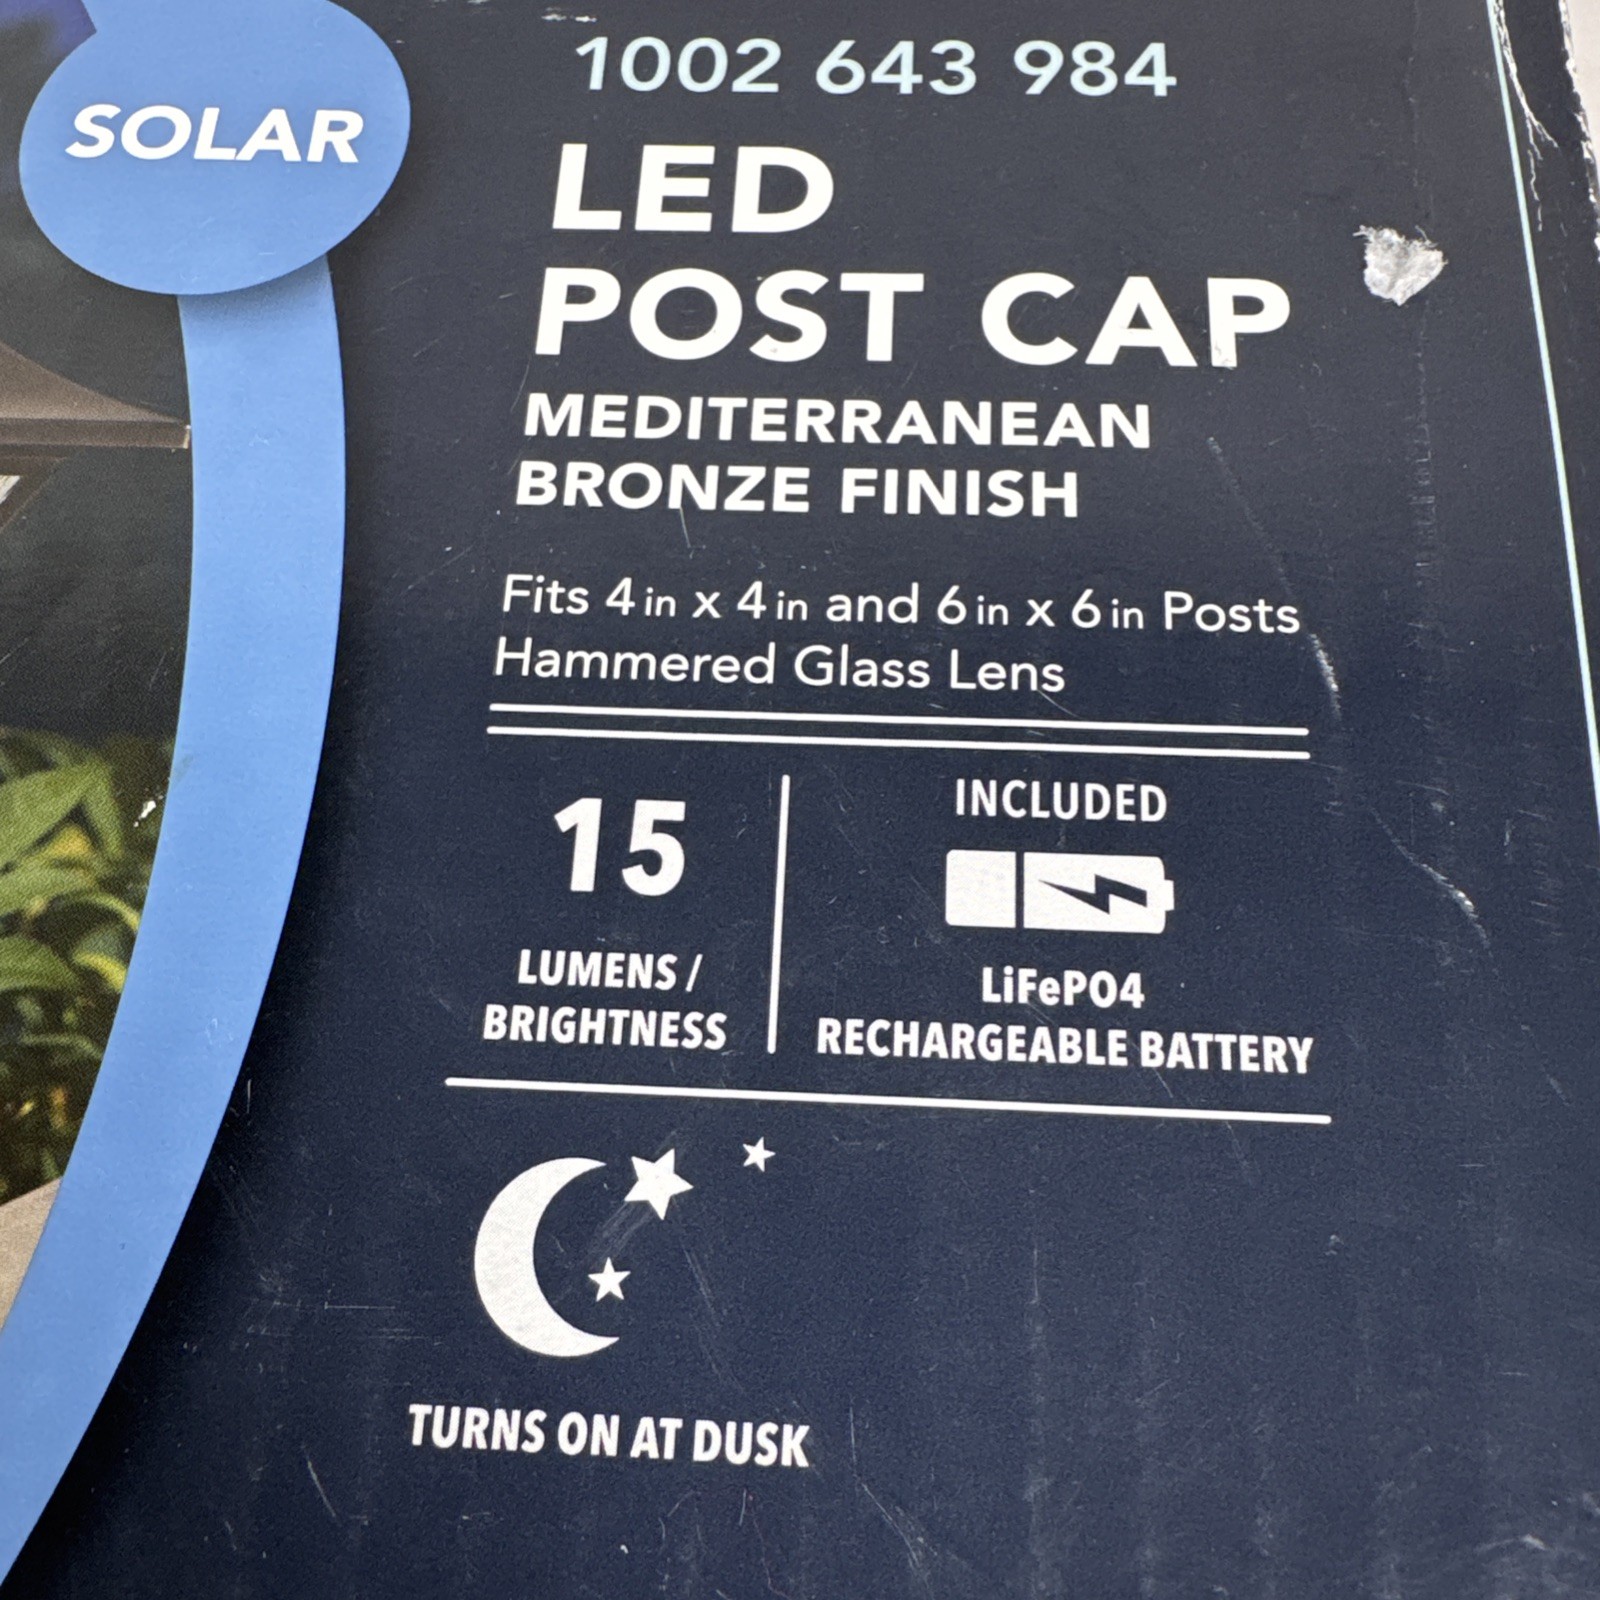 SOLAR
1002 643 984
LED
POST CAP
MEDITERRANEAN
BRONZE FINISH
Fits 4 in x 4 in and 6 in x 6 in Posts
Hammered Glass Lens
15
LUMENS /
BRIGHTNESS
INCLUDED
LiFePO4
RECHARGEABLE BATTERY
TURNS ON AT DUSK